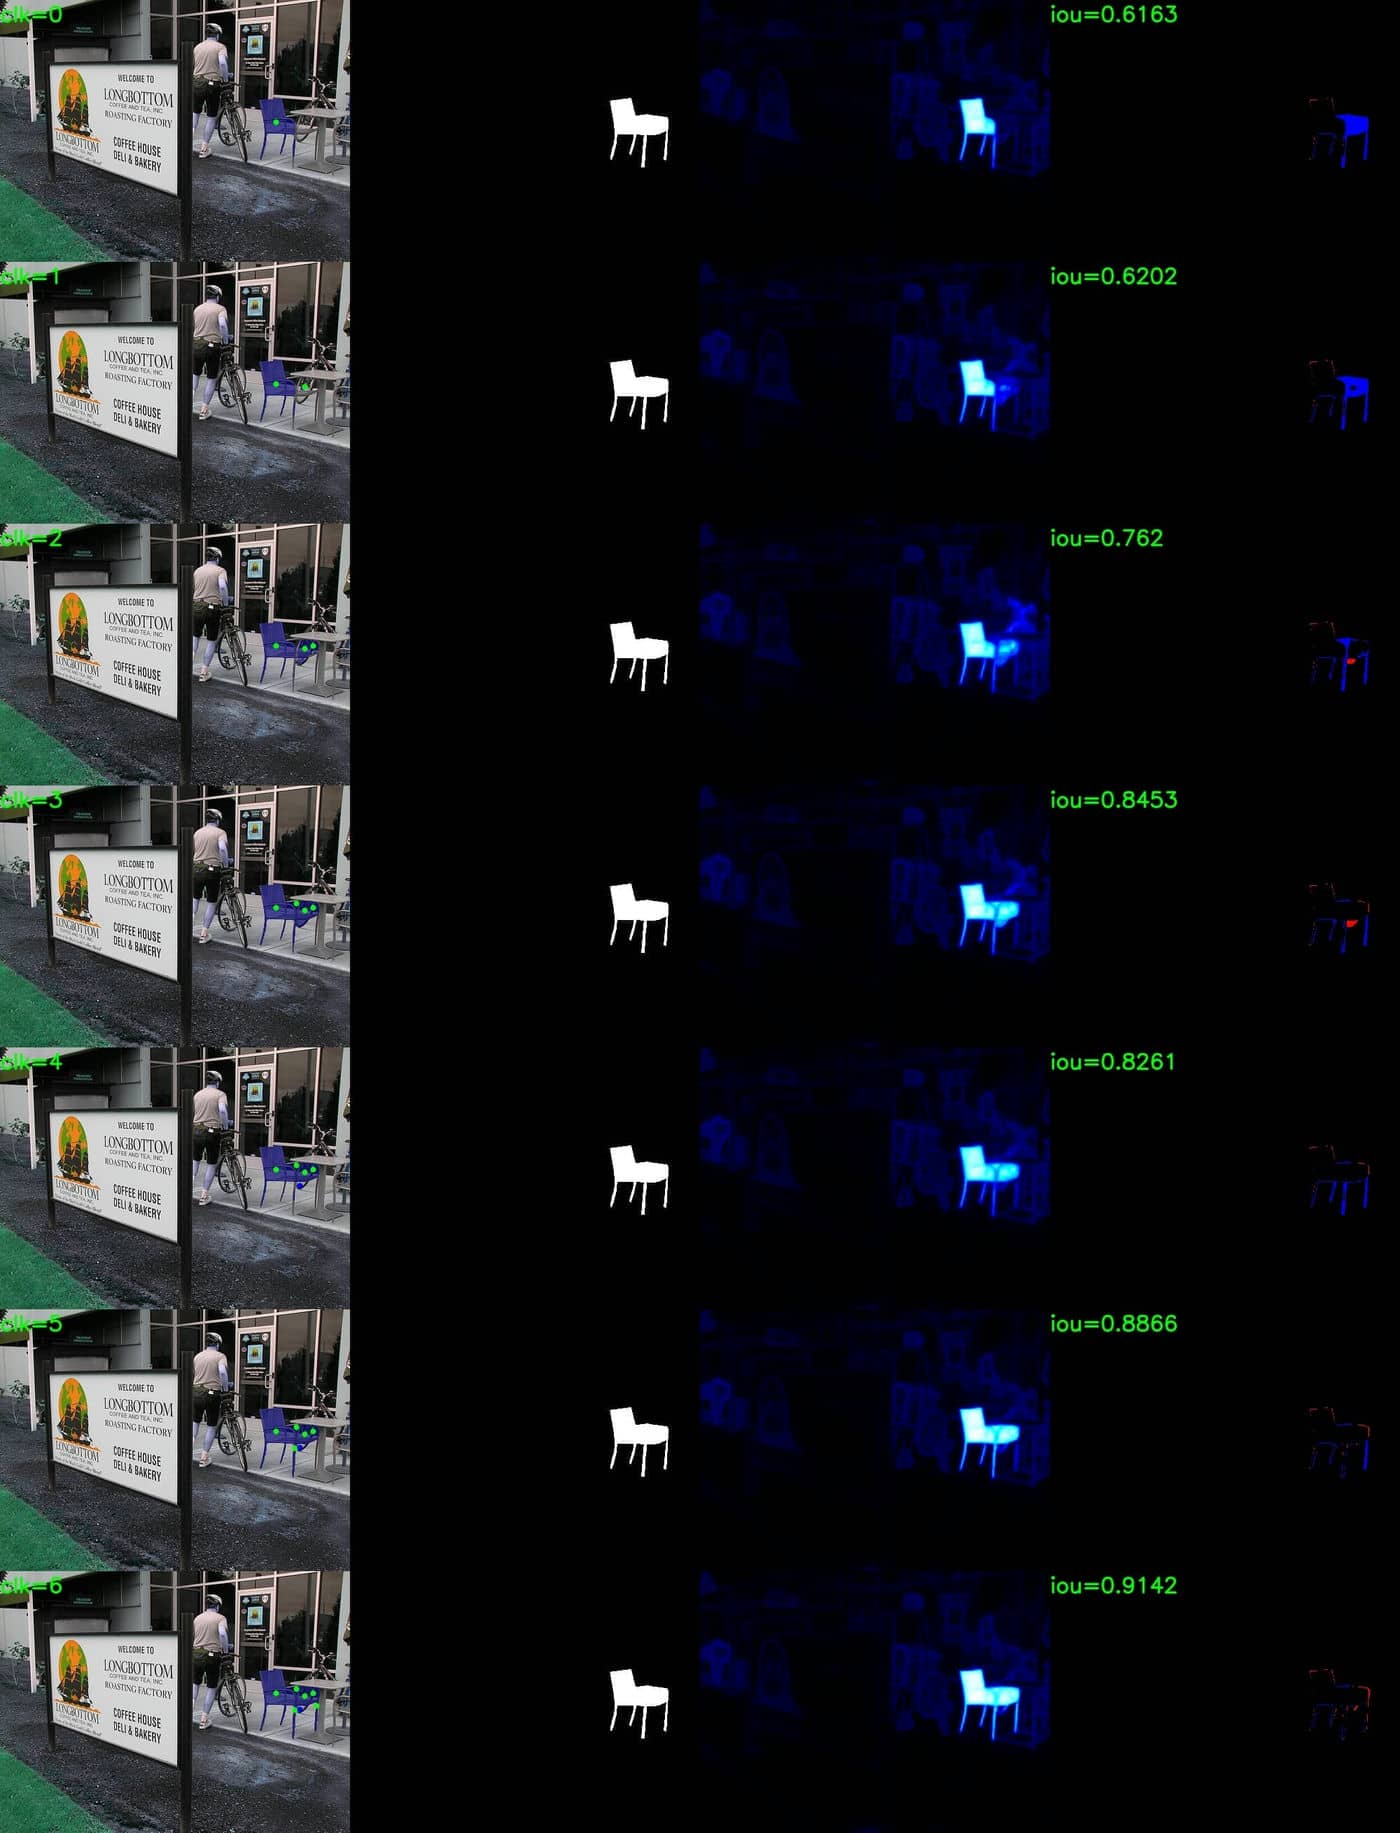 clk=0
iou=0.6163
WELCOME TO
LONGBOTTOM
COFFEE AND TEA, INC.
ROASTING FACTORY
COFFEE HOUSE
DELI & BAKERY
LONGBOTTOM
clk=1
iou=0.6202
WELCOME TO
LONGBOTTOM
COFFEE AND TEA, INC.
ROASTING FACTORY
COFFEE HOUSE
DELI & BAKERY
LONGBOTTOM
clk=2
iou=0.762
WELCOME TO
LONGBOTTOM
COFFEE AND TEA, INC.
ROASTING FACTORY
COFFEE HOUSE
DELI & BAKERY
LONGBOTTOM
clk=3
iou=0.8453
WELCOME TO
LONGBOTTOM
COFFEE AND TEA, INC.
ROASTING FACTORY
COFFEE HOUSE
DELI & BAKERY
LONGBOTTOM
clk=4
iou=0.8261
WELCOME TO
LONGBOTTOM
COFFEE AND TEA, INC.
ROASTING FACTORY
COFFEE HOUSE
DELI & BAKERY
LONGBOTTOM
clk=5
iou=0.8866
WELCOME TO
LONGBOTTOM
COFFEE AND TEA, INC.
ROASTING FACTORY
COFFEE HOUSE
DELI & BAKERY
LONGBOTTOM
clk=6
iou=0.9142
WELCOME TO
LONGBOTTOM
COFFEE AND TEA, INC.
ROASTING FACTORY
COFFEE HOUSE
DELI & BAKERY
LONGBOTTOM